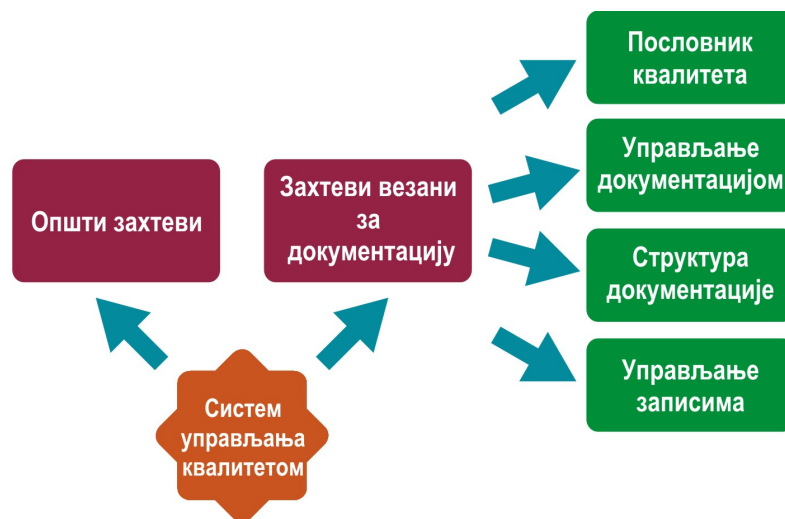 Општи захтеви
Захтеви везани
за
документацију
Систем
управљања
квалитетом
Пословник
квалитета
Управљање
документацијом
Структура
документације
Управљање
записима